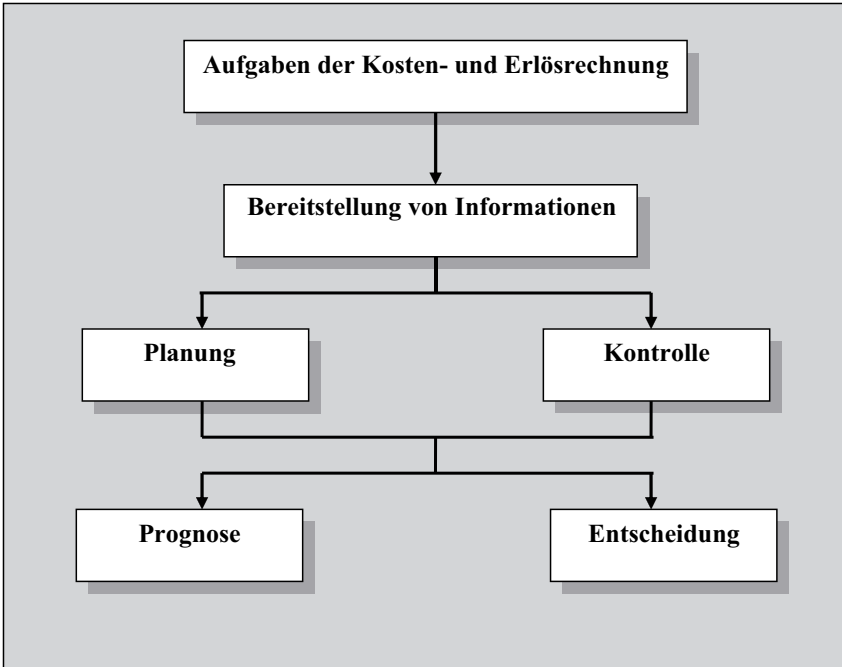 Aufgaben der Kosten- und Erlösrechnung
Bereitstellung von Informationen
Planung
Kontrolle
Prognose
Entscheidung